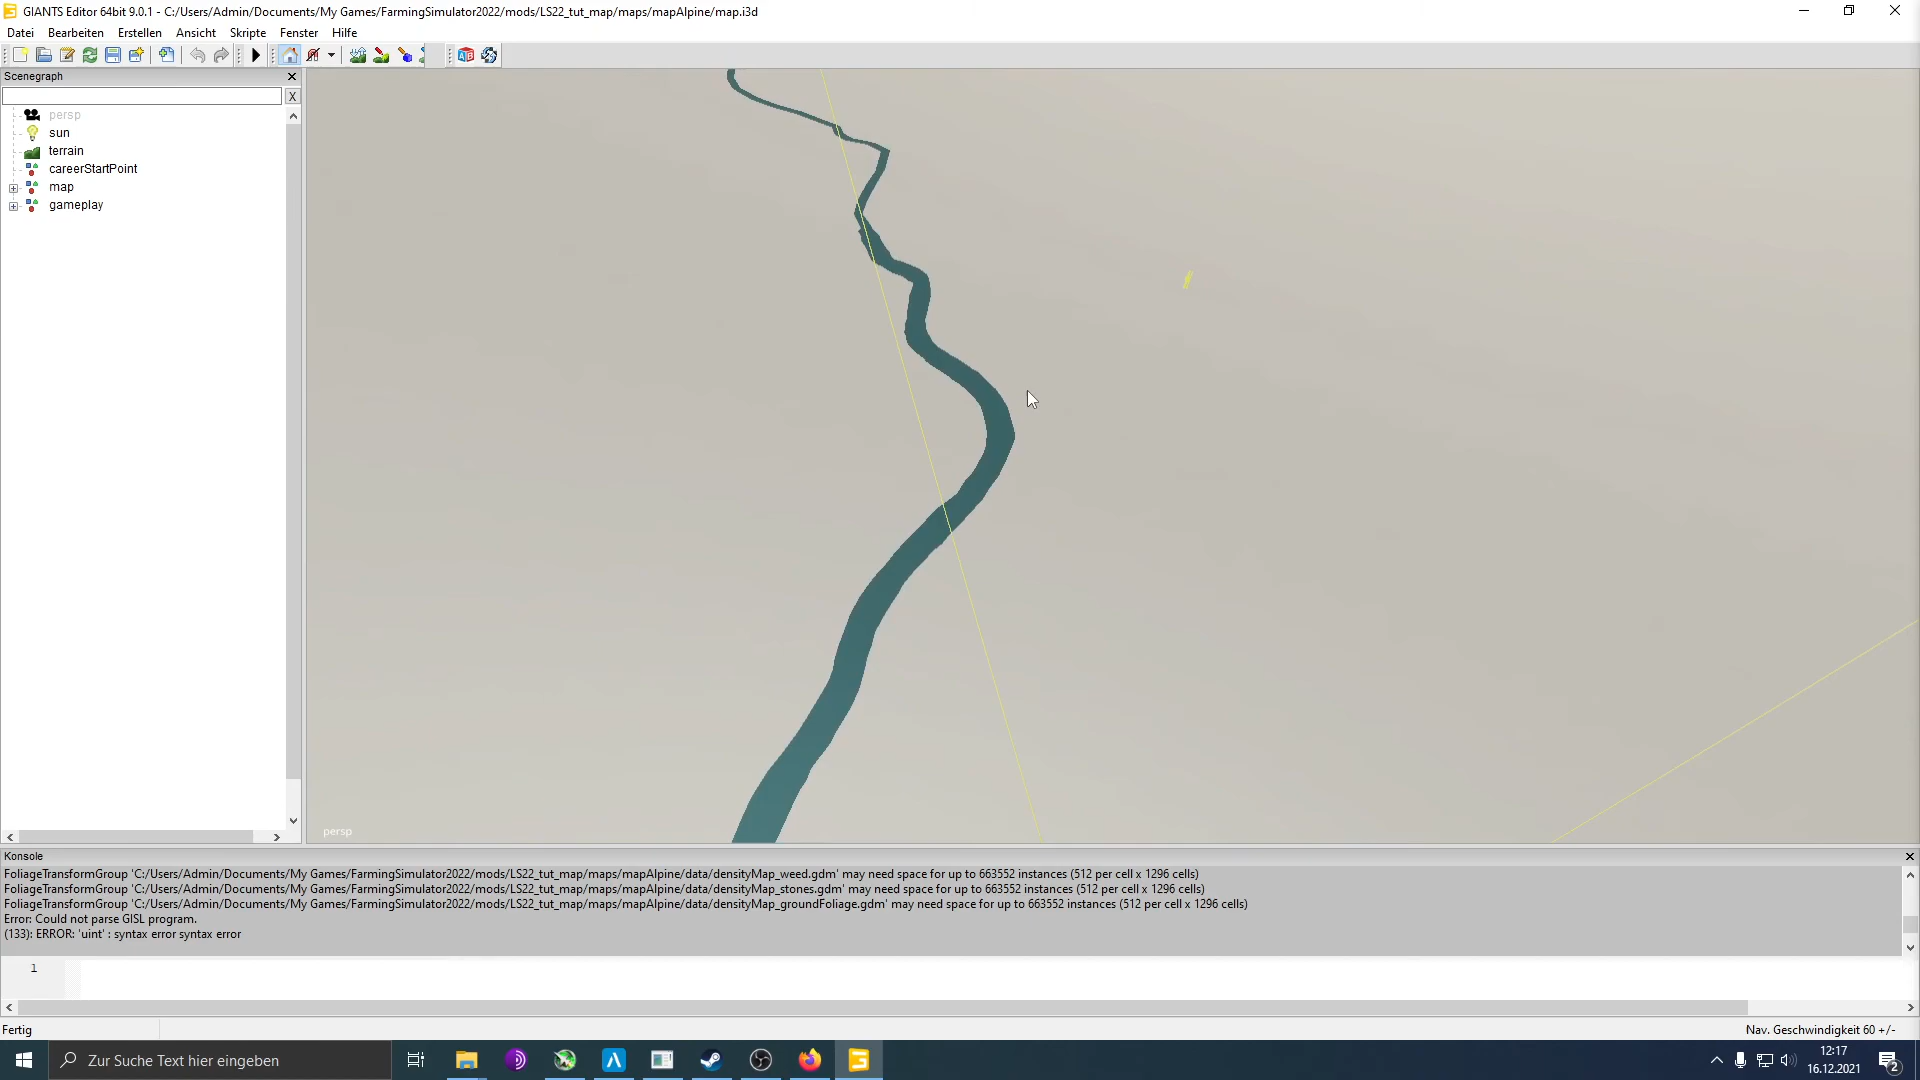 GIANTS Editor 64bit 9.0.1 - C:/Users/Admin/Documents/My Games/FarmingSimulator2022/mods/LS22_tut_map/maps/mapAlpine/map.i3d
Datei Bearbeiten Erstellen Ansicht Skripte Fenster Hilfe
Scenegraph
X
persp
sun
terrain
careerStartPoint
map
gameplay
persp
Konsole
FoliageTransformGroup 'C:/Users/Admin/Documents/My Games/FarmingSimulator2022/mods/LS22_tut_map/maps/mapAlpine/data/densityMap_weed.gdm' may need space for up to 663552 instances (512 per cell x 1296 cells)
FoliageTransformGroup 'C:/Users/Admin/Documents/My Games/FarmingSimulator2022/mods/LS22_tut_map/maps/mapAlpine/data/densityMap_stones.gdm' may need space for up to 663552 instances (512 per cell x 1296 cells)
FoliageTransformGroup 'C:/Users/Admin/Documents/My Games/FarmingSimulator2022/mods/LS22_tut_map/maps/mapAlpine/data/densityMap_groundFoliage.gdm' may need space for up to 663552 instances (512 per cell x 1296 cells)
Error: Could not parse GISL program.
(133): ERROR: 'uint' : syntax error syntax error
1
Fertig
Nav. Geschwindigkeit 60 +/-
Zur Suche Text hier eingeben
12:17
16.12.2021
2